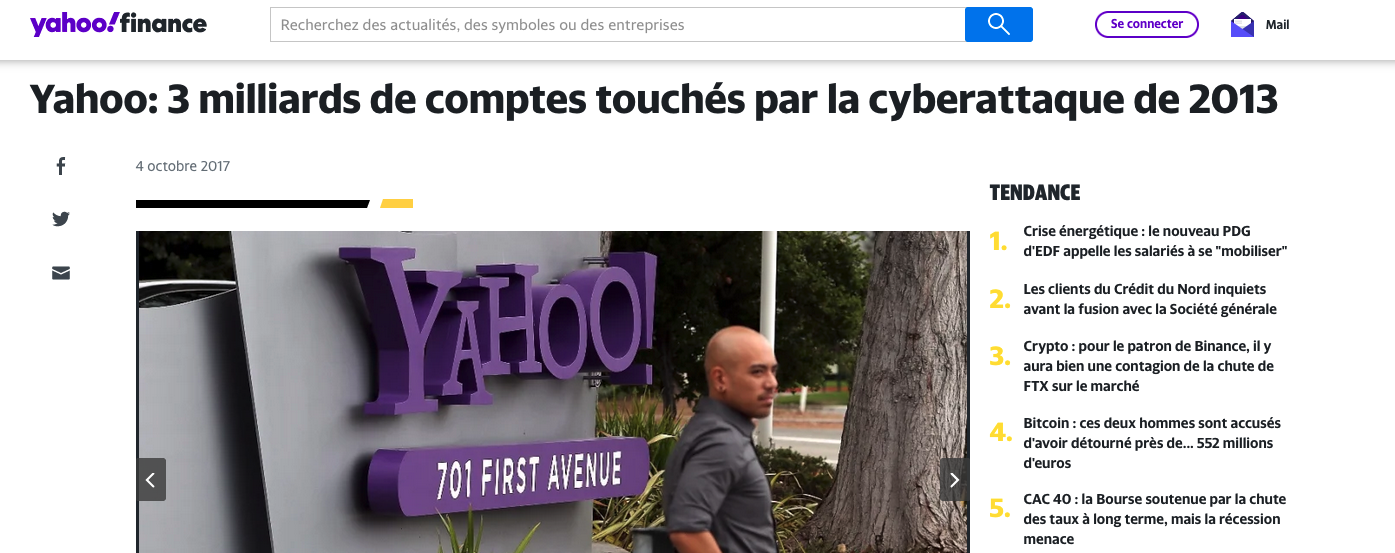 yahoo!finance
Recherchez des actualités, des symboles ou des entreprises
Se connecter
Mail
Yahoo: 3 milliards de comptes touchés par la cyberattaque de 2013
4 octobre 2017
YAHOO!
701 FIRST AVENUE
TENDANCE
1.
Crise énergétique : le nouveau PDG
d'EDF appelle les salariés à se "mobiliser"
2.
Les clients du Crédit du Nord inquiets
avant la fusion avec la Société générale
3.
Crypto : pour le patron de Binance, il y
aura bien une contagion de la chute de
FTX sur le marché
4.
Bitcoin : ces deux hommes sont accusés
d'avoir détourné près de... 552 millions
d'euros
5.
CAC 40 : la Bourse soutenue par la chute
des taux à long terme, mais la récession
menace